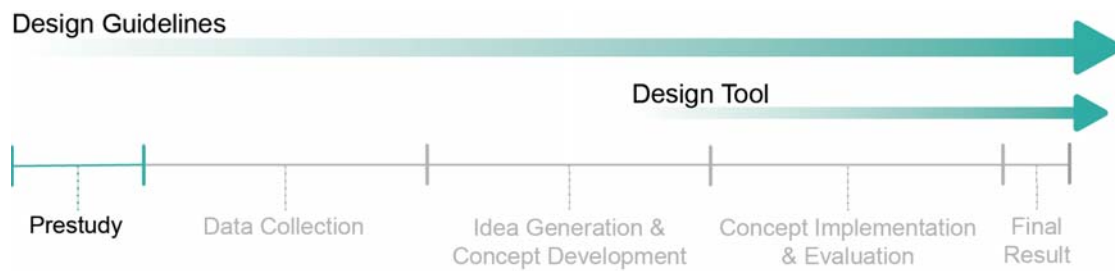 Design Guidelines
Design Tool
Prestudy
Data Collection
Idea Generation &
Concept Development
Concept Implementation
& Evaluation
Final
Result